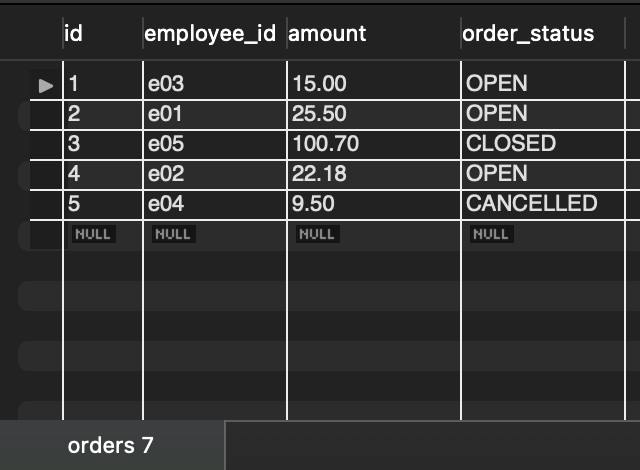 id employee_id amount order_status
1 e03 15.00 OPEN
2 e01 25.50 OPEN
3 e05 100.70 CLOSED
4 e02 22.18 OPEN
5 e04 9.50 CANCELLED
NULL NULL NULL NULL
orders 7